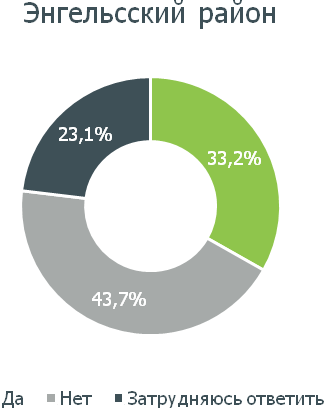 Энгельсский район
33,2%
23,1%
43,7%
Да Нет Затрудняюсь ответить